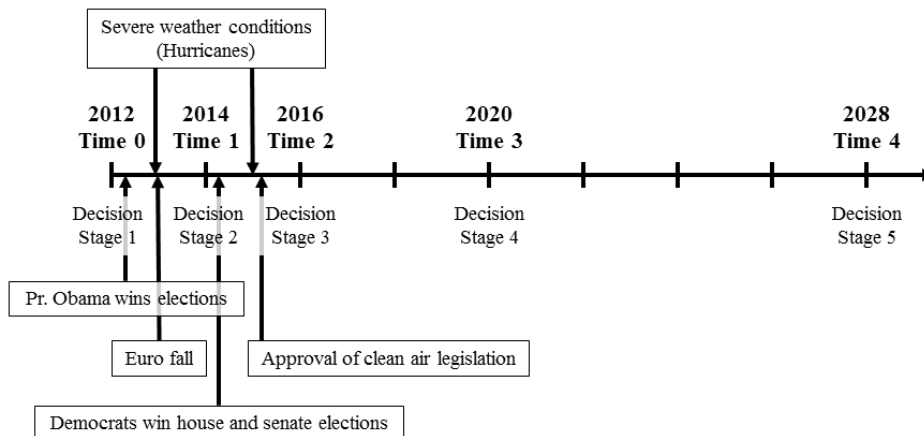 Severe weather conditions
(Hurricanes)
2012
Time 0
2014
Time 1
2016
Time 2
2020
Time 3
2028
Time 4
Decision
Stage 1
Decision
Stage 2
Decision
Stage 3
Decision
Stage 4
Decision
Stage 5
Pr. Obama wins elections
Euro fall
Approval of clean air legislation
Democrats win house and senate elections